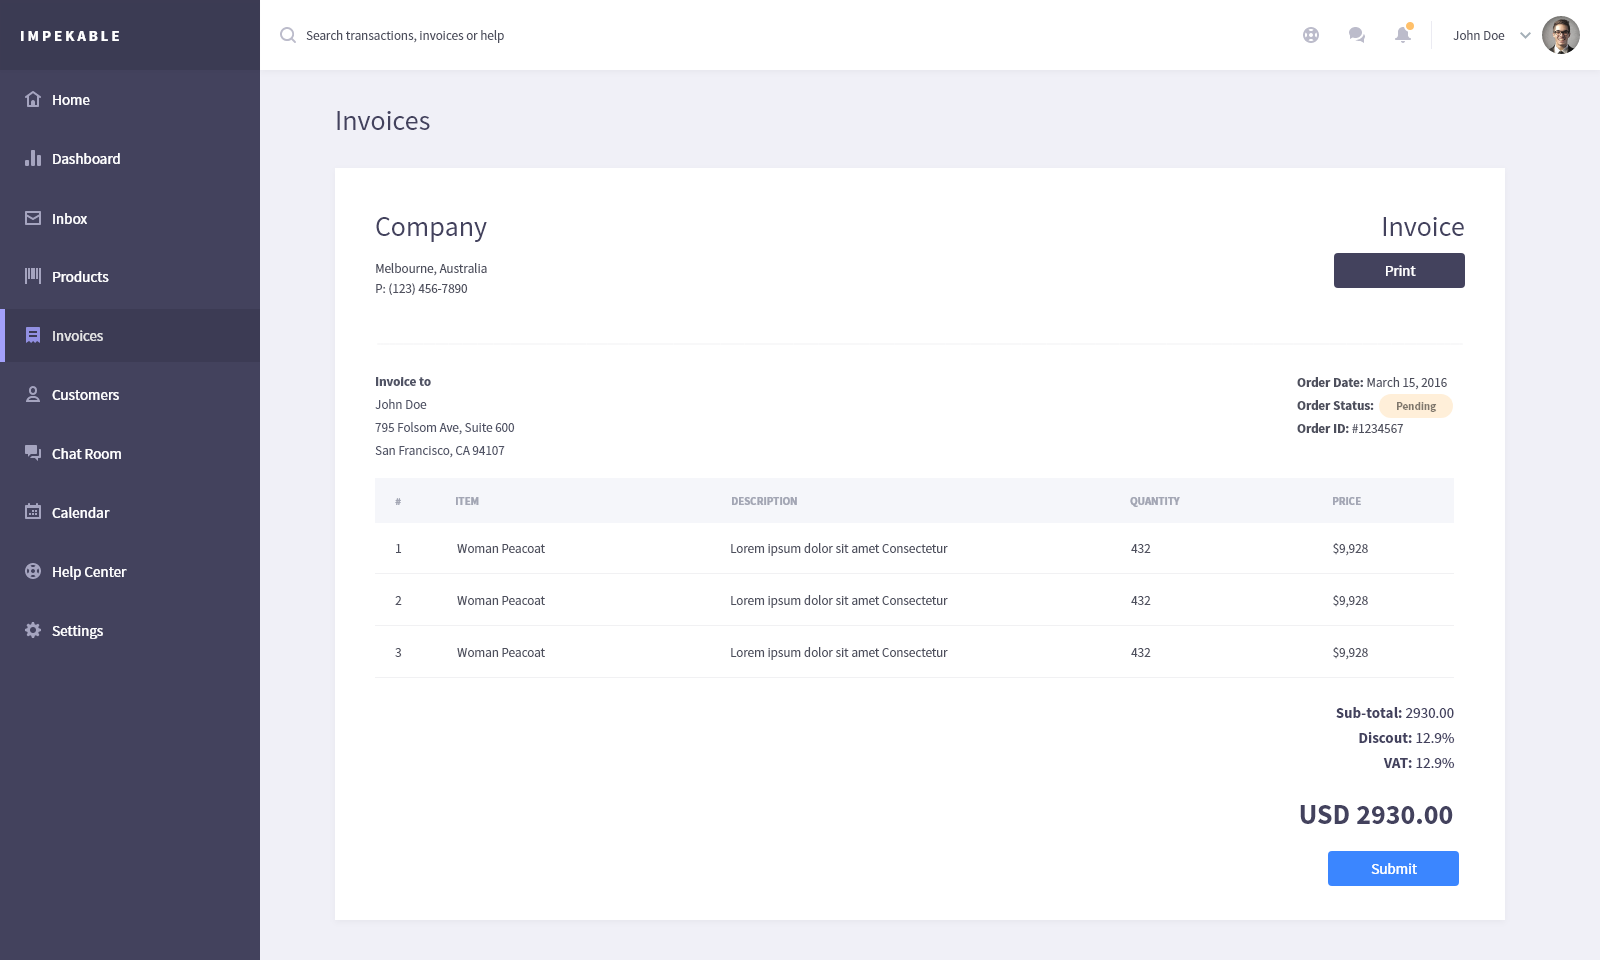 IMPEKABLE
Search transactions, invoices or help
John Doe
Home
Dashboard
Inbox
Products
Invoices
Customers
Chat Room
Calendar
Help Center
Settings
Invoices
Company
Invoice
Melbourne, Australia
P: (123) 456-7890
Print
Invoice to
John Doe
795 Folsom Ave, Suite 600
San Francisco, CA 94107
Order Date: March 15, 2016
Order Status: Pending
Order ID: #1234567
# ITEM DESCRIPTION QUANTITY PRICE
1 Woman Peacoat Lorem ipsum dolor sit amet Consectetur 432 $9,928
2 Woman Peacoat Lorem ipsum dolor sit amet Consectetur 432 $9,928
3 Woman Peacoat Lorem ipsum dolor sit amet Consectetur 432 $9,928
Sub-total: 2930.00
Discout: 12.9%
VAT: 12.9%
USD 2930.00
Submit